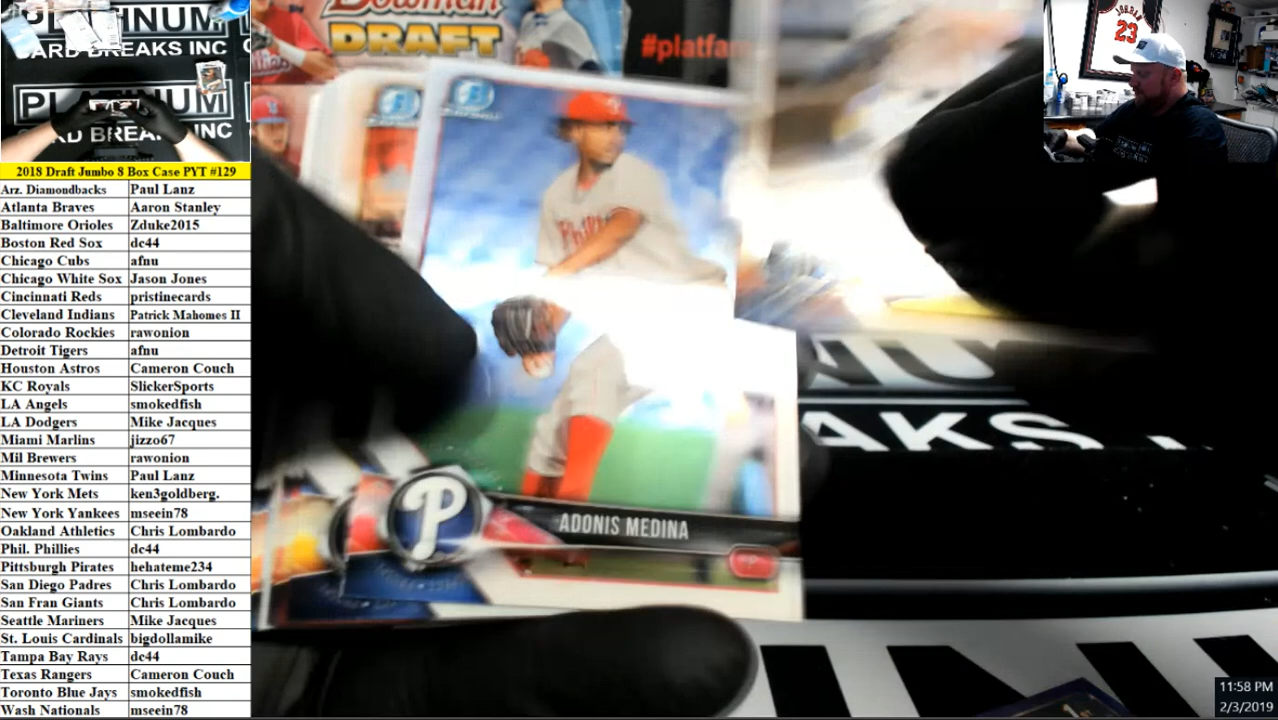 PLATINUM
CARD BREAKS INC
PLATINUM
CARD BREAKS INC
Bowman
DRAFT
#platfa
JORDAN
23
2018 Draft Jumbo 8 Box Case PYT #129
Arz. Diamondbacks Paul Lanz
Atlanta Braves Aaron Stanley
Baltimore Orioles Zduke2015
Boston Red Sox dc44
Chicago Cubs afnu
Chicago White Sox Jason Jones
Cincinnati Reds pristinecards
Cleveland Indians Patrick Mahomes II
Colorado Rockies rawonion
Detroit Tigers afnu
Houston Astros Cameron Couch
KC Royals SlickerSports
LA Angels smokedfish
LA Dodgers Mike Jacques
Miami Marlins jizzo67
Mil Brewers rawonion
Minnesota Twins Paul Lanz
New York Mets ken3goldberg.
New York Yankees mseein78
Oakland Athletics Chris Lombardo
Phil. Phillies dc44
Pittsburgh Pirates hehateme234
San Diego Padres Chris Lombardo
San Fran Giants Chris Lombardo
Seattle Mariners Mike Jacques
St. Louis Cardinals bigdollamike
Tampa Bay Rays dc44
Texas Rangers Cameron Couch
Toronto Blue Jays smokedfish
Wash Nationals mseein78
Phillies
P
ADONIS MEDINA
P
NU
AKS
INU
11:58 PM
2/3/2019